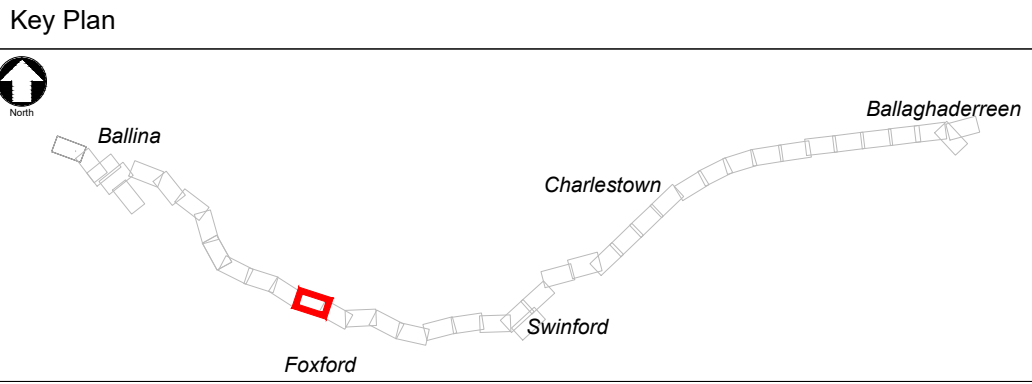 Key Plan
North
Ballina
Ballaghaderreen
Charlestown
Swinford
Foxford